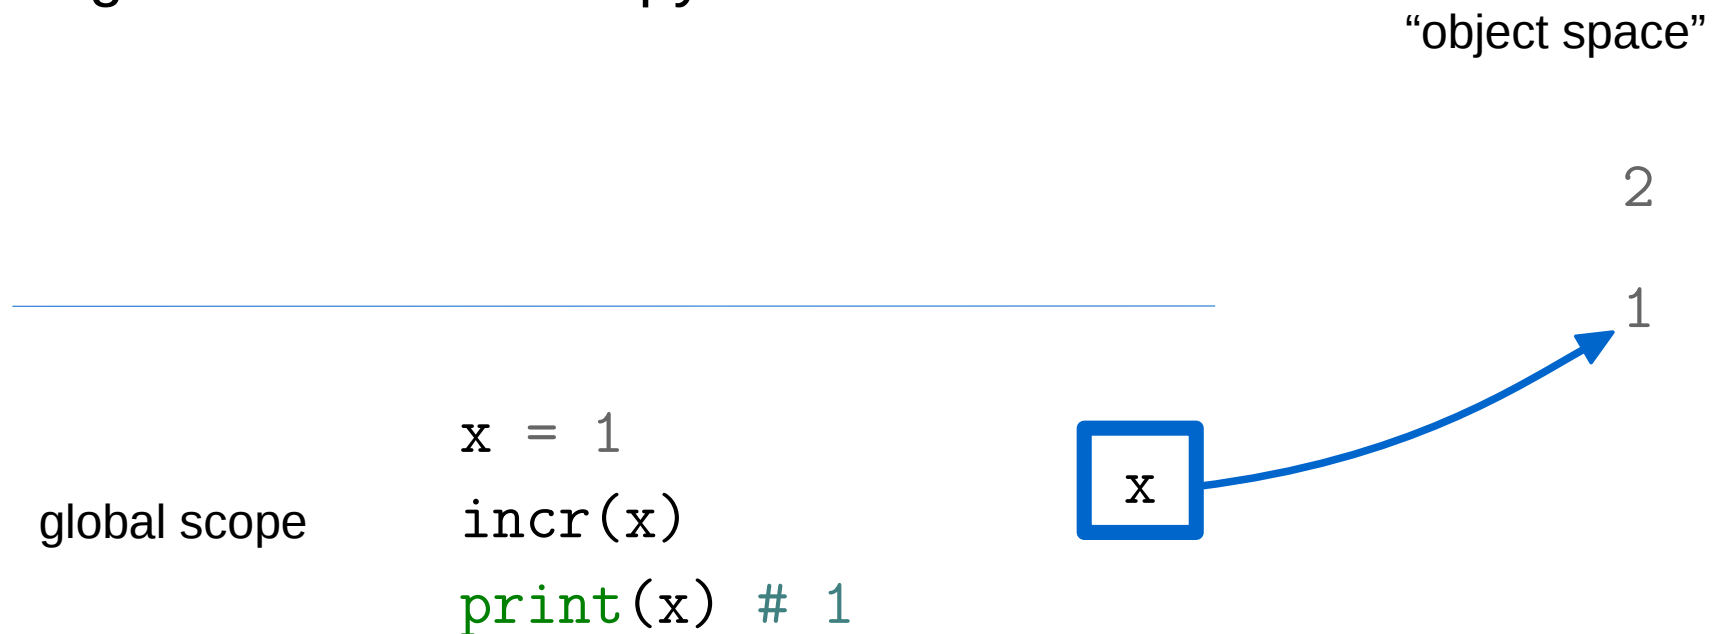 “object space”
2
1
x = 1
x
global scope
incr(x)
print(x) # 1